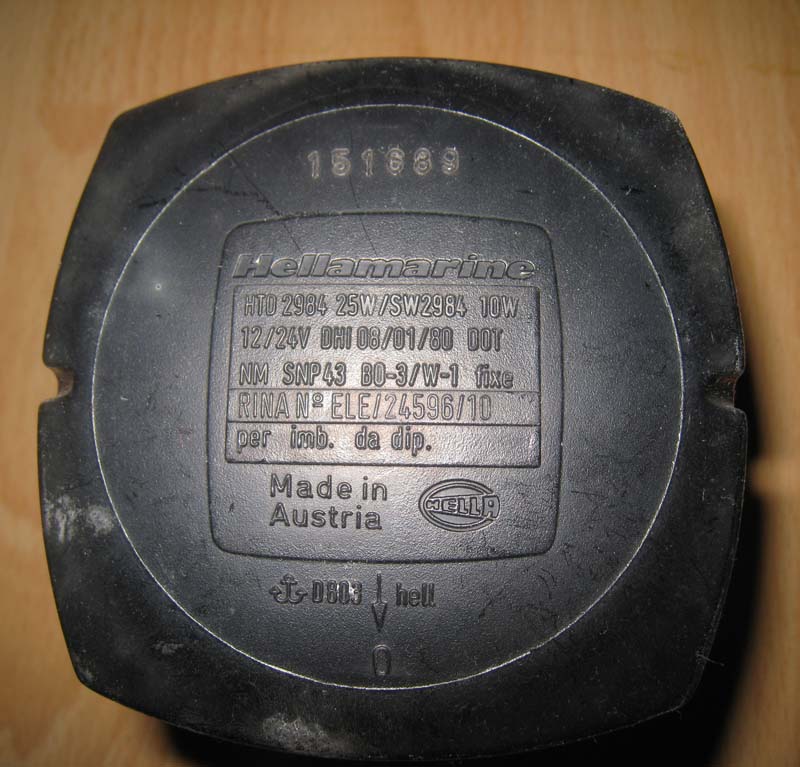 151689
Hellamarine
HTD 2984 25W/SW2984 10W
12/24V DHI 08/01/80 DOT
NM SNP43 BO-3/W-1 fixe
RINA Nº ELE/24596/10
per imb. da dip.
Made in
Austria
HELLA
D803 hell
0